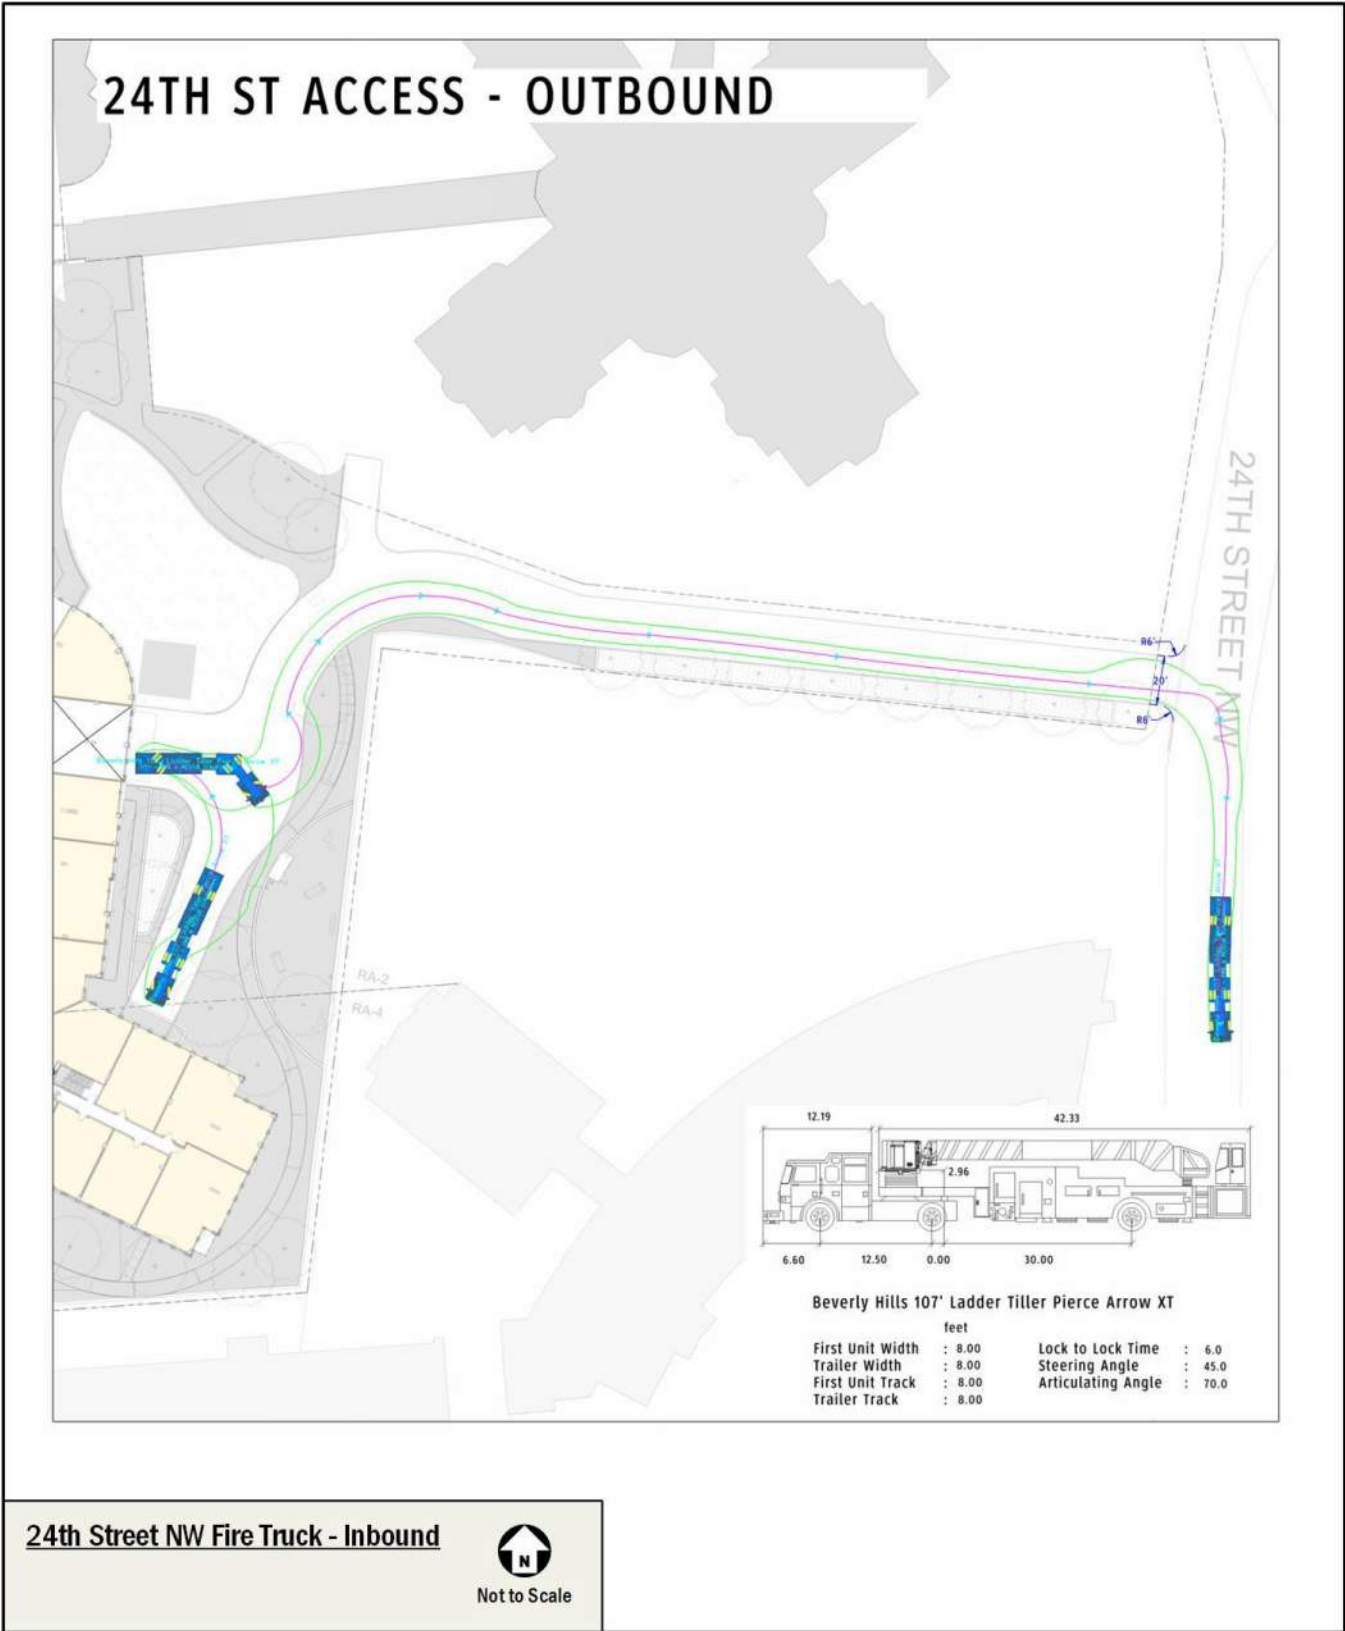 24TH ST ACCESS - OUTBOUND
24TH STREET NW
R6'
20'
R6'
RA-2
RA-4
12.19
42.33
2.96
6.60
12.50
0.00
30.00
Beverly Hills 107' Ladder Tiller Pierce Arrow XT
feet
First Unit Width : 8.00
Trailer Width : 8.00
First Unit Track : 8.00
Trailer Track : 8.00
Lock to Lock Time : 6.0
Steering Angle : 45.0
Articulating Angle : 70.0
24th Street NW Fire Truck - Inbound
N
Not to Scale